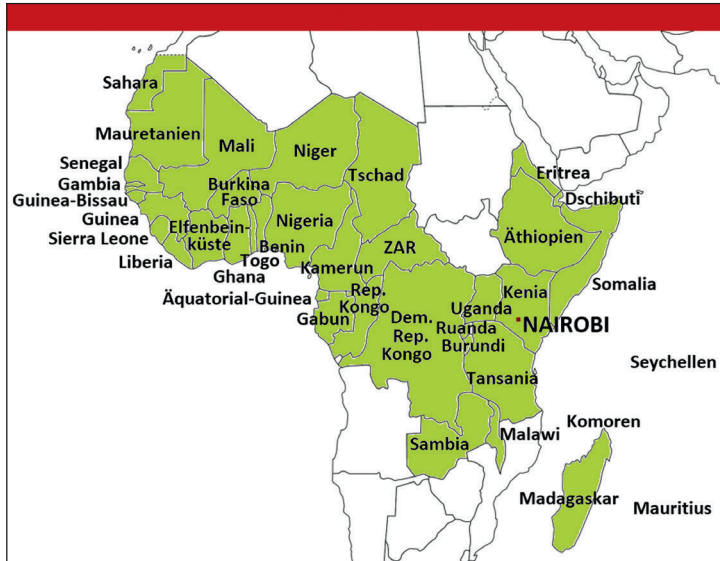 Sahara
Mauretanien
Mali
Niger
Tschad
Eritrea
Dschibuti
Senegal
Gambia
Guinea-Bissau
Guinea
Sierra Leone
Liberia
Elfenbein-
küste
Burkina
Faso
Ghana
Togo
Benin
Nigeria
Kamerun
ZAR
Äthiopien
Somalia
Äquatorial-Guinea
Gabun
Rep.
Kongo
Dem.
Rep.
Kongo
Uganda
Kenia
Ruanda
Burundi
NAIROBI
Tansania
Seychellen
Sambia
Malawi
Komoren
Madagaskar
Mauritius